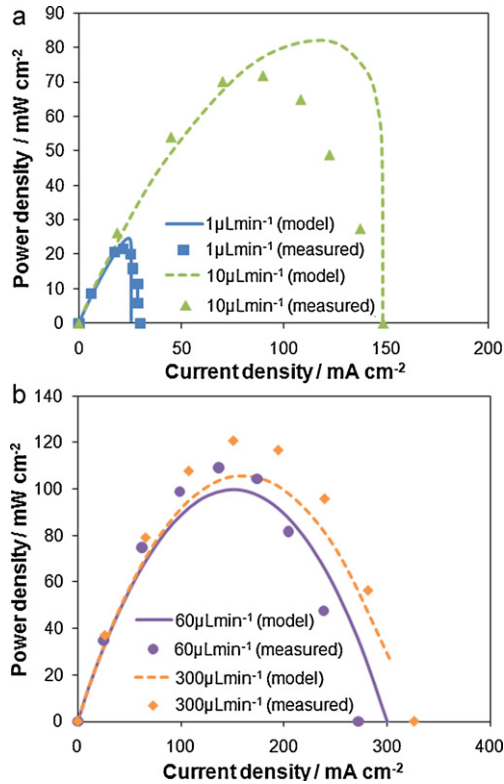 a
100
90
80
70
60
50
40
30
20
10
0
Power density / mW cm⁻²
1µLmin⁻¹ (model)
1µLmin⁻¹ (measured)
10µLmin⁻¹ (model)
10µLmin⁻¹ (measured)
0 50 100 150 200
Current density / mA cm⁻²
b
140
120
100
80
60
40
20
0
Power density / mW cm⁻²
60µLmin⁻¹ (model)
60µLmin⁻¹ (measured)
300µLmin⁻¹ (model)
300µLmin⁻¹ (measured)
0 100 200 300 400
Current density / mA cm⁻²